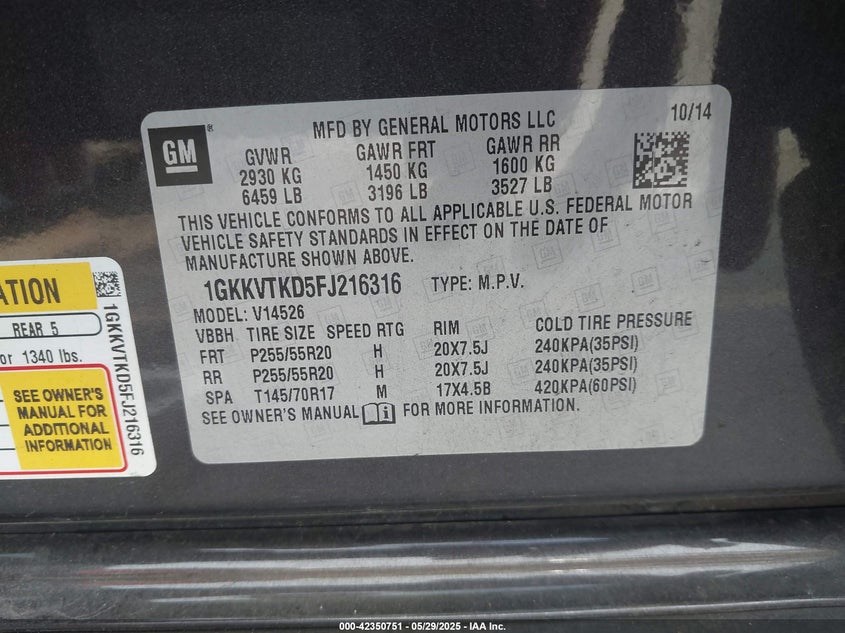 GM
MFD BY GENERAL MOTORS LLC 10/14
GVWR GAWR FRT GAWR RR
2930 KG 1450 KG 1600 KG
6459 LB 3196 LB 3527 LB
THIS VEHICLE CONFORMS TO ALL APPLICABLE U.S. FEDERAL MOTOR
VEHICLE SAFETY STANDARDS IN EFFECT ON THE DATE OF
MANUFACTURE SHOWN ABOVE.
1GKKVTKD5FJ216316 TYPE: M.P.V.
MODEL: V14526
VBBH TIRE SIZE SPEED RTG RIM COLD TIRE PRESSURE
FRT P255/55R20 H 20X7.5J 240KPA(35PSI)
RR P255/55R20 H 20X7.5J 240KPA(35PSI)
SPA T145/70R17 M 17X4.5B 420KPA(60PSI)
SEE OWNER'S MANUAL FOR MORE INFORMATION.
REAR 5
or 1340 lbs.
SEE OWNER'S
MANUAL FOR
ADDITIONAL
INFORMATION
1GKKVTKD5FJ216316
000-42350751 - 05/29/2025 - IAA Inc.